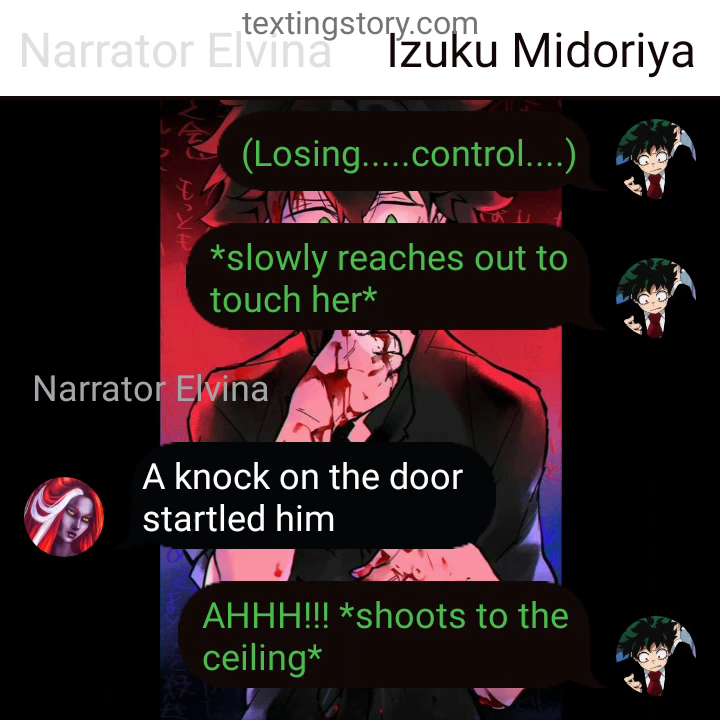 textingstory.com
Narrator Elvina Izuku Midoriya
(Losing.....control....)
*slowly reaches out to
touch her*
Narrator Elvina
A knock on the door
startled him
AHHH!!! *shoots to the
ceiling*